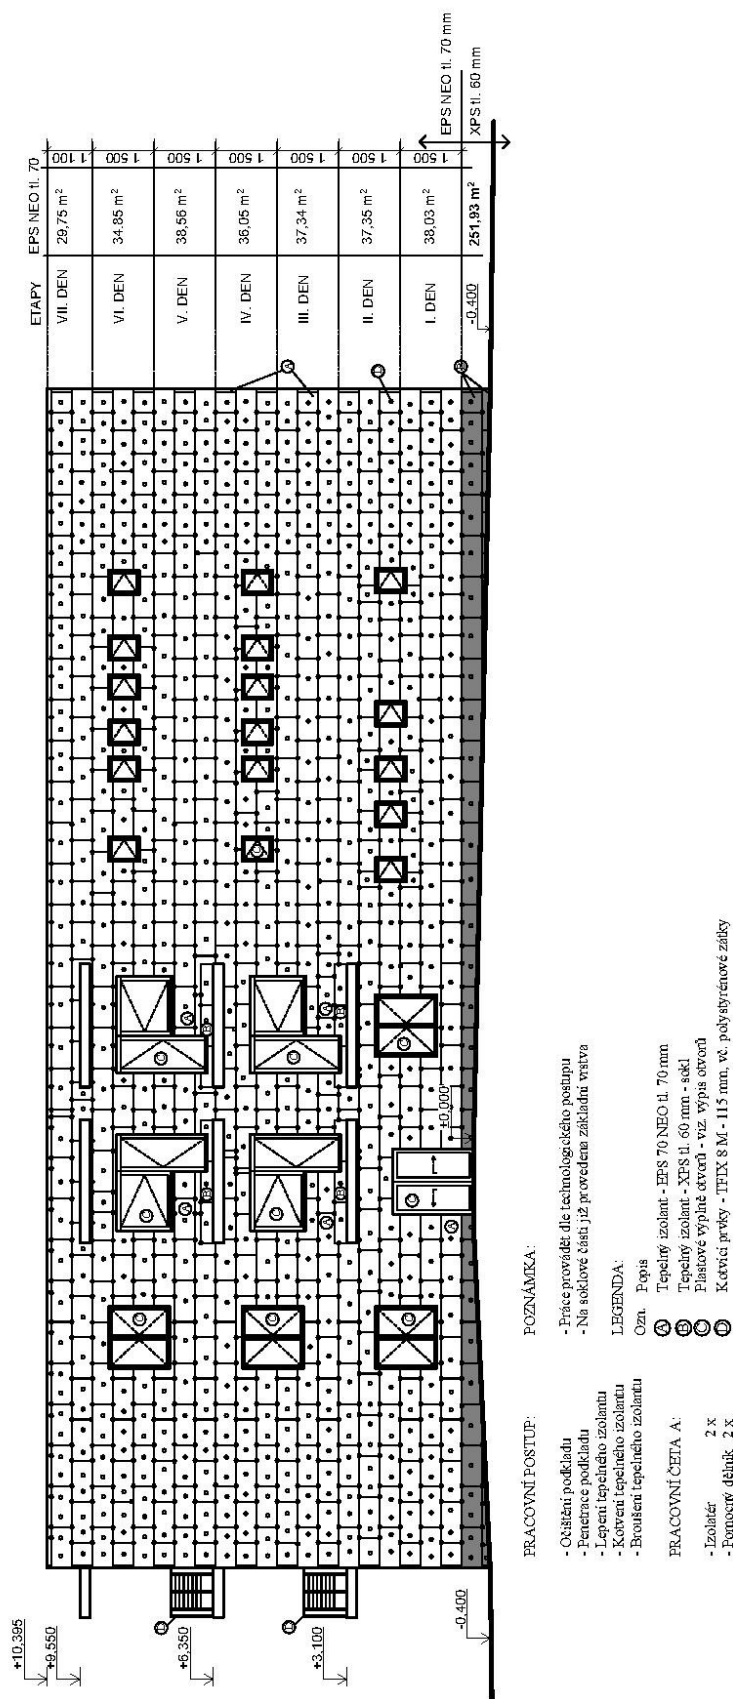 ETAPY EPS NEO tl. 70
VII. DEN 29,75 m² 1 100
VI. DEN 34,85 m² 1 500
V. DEN 38,56 m² 1 500
IV. DEN 36,05 m² 1 500
III. DEN 37,34 m² 1 500
II. DEN 37,35 m² 1 500
I. DEN 38,03 m² 1 500
251,93 m²
EPS NEO tl. 70 mm
XPS tl. 60 mm
-0,400
A
D
B
C
C
A
B
A
B
C
C
C
C
A
B
A
B
C
C
±0,000
C
A
C
C
C
D
D
+10,395
+9,550
+6,350
+3,100
-0,400
PRACOVNÍ POSTUP:
- Očištění podkladu
- Penetrace podkladu
- Lepení tepelného izolantu
- Kotvení tepelného izolantu
- Broušení tepelného izolantu
PRACOVNÍ ČETA A:
- Izolatér 2 x
- Pomocný dělník 2 x
POZNÁMKA:
- Práce provádět dle technologického postupu
- Na soklové části již provedena základní vrstva
LEGENDA:
Ozn. Popis
A Tepelný izolant - EPS 70 NEO tl. 70 mm
B Tepelný izolant - XPS tl. 60 mm - sokl
C Plastové výplně otvorů - viz. výpis otvorů
D Kotvící prvky - TFIX 8 M - 115 mm, vč. polystyrénové zátky